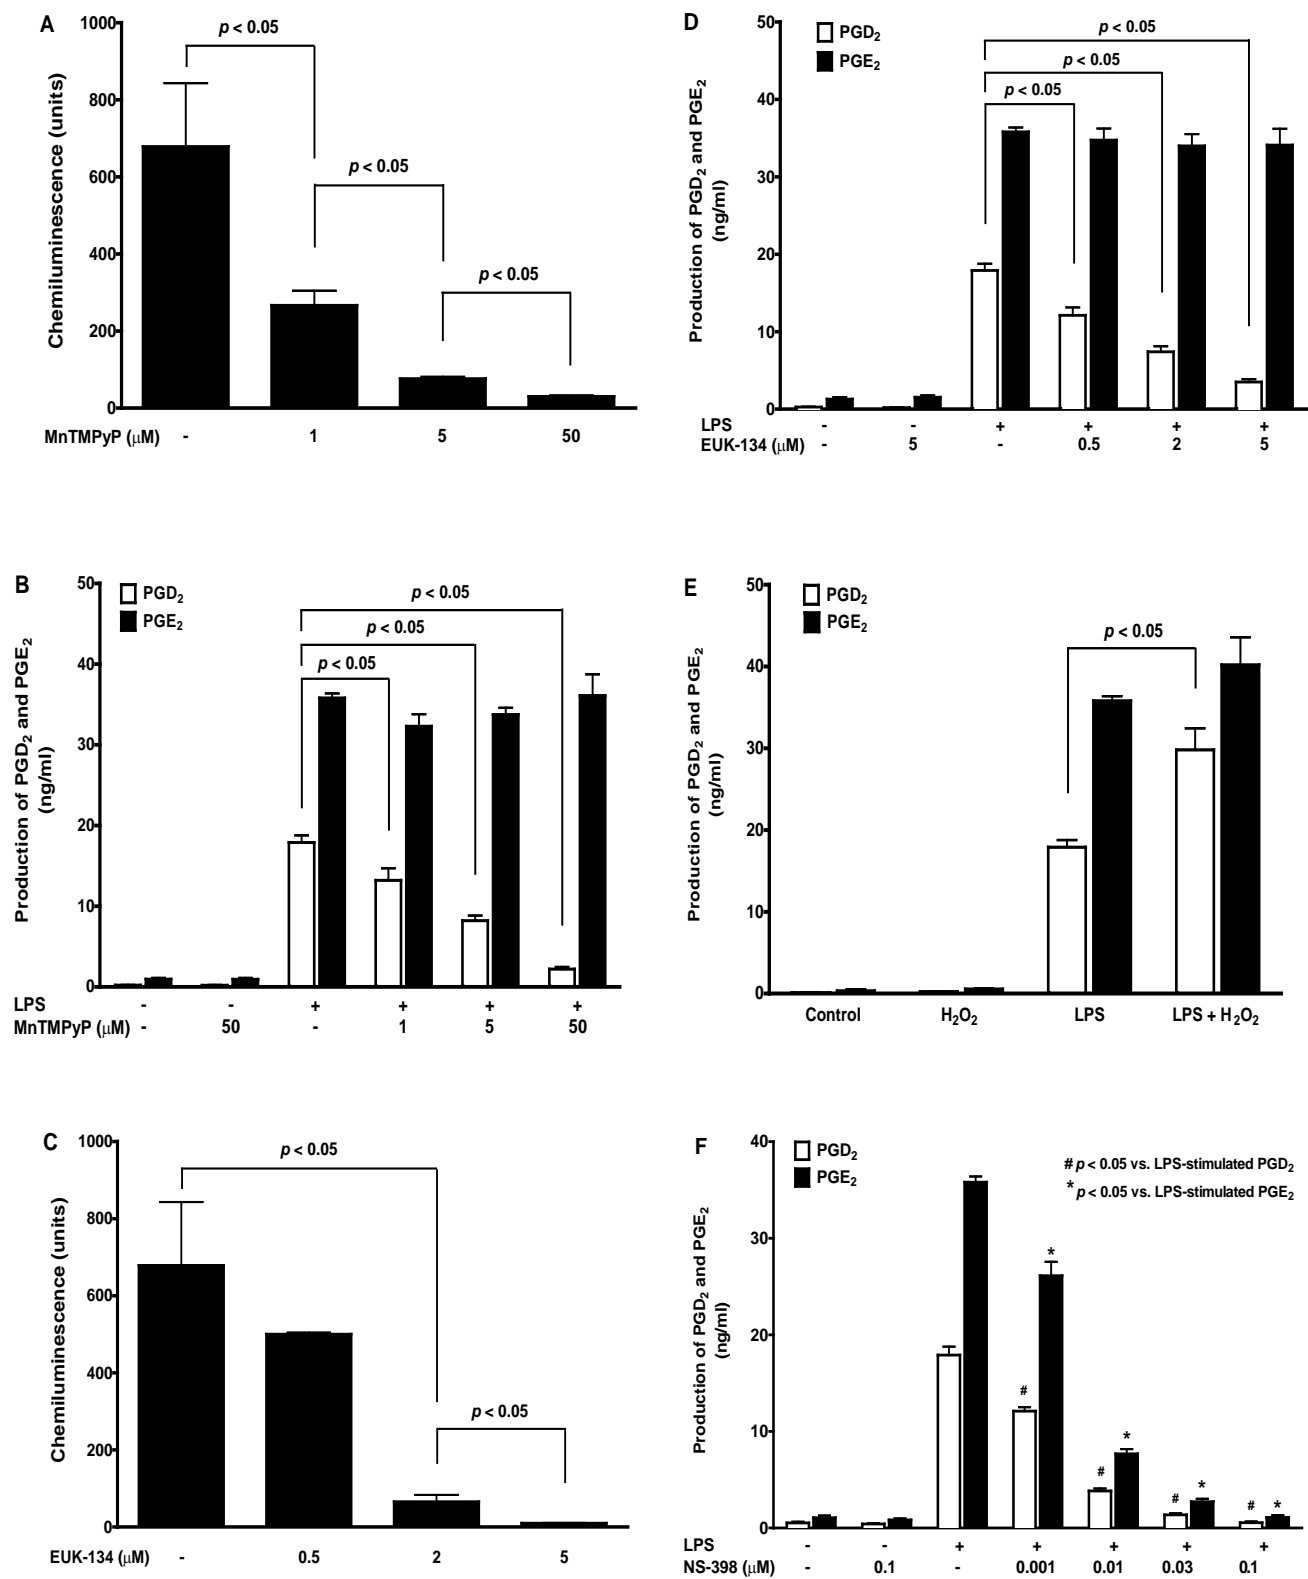 A
Chemiluminescence (units)
1000
800
600
400
200
0
p < 0.05
p < 0.05
p < 0.05
MnTMPyP (μM) - 1 5 50
B
Production of PGD2 and PGE2
(ng/ml)
50
40
30
20
10
0
PGD2
PGE2
p < 0.05
p < 0.05
p < 0.05
LPS - - + + + +
MnTMPyP (μM) - 50 - 1 5 50
C
Chemiluminescence (units)
1000
800
600
400
200
0
p < 0.05
p < 0.05
EUK-134 (μM) - 0.5 2 5
D
Production of PGD2 and PGE2
(ng/ml)
50
40
30
20
10
0
PGD2
PGE2
p < 0.05
p < 0.05
p < 0.05
LPS - - + + + +
EUK-134 (μM) - 5 - 0.5 2 5
E
Production of PGD2 and PGE2
(ng/ml)
50
40
30
20
10
0
PGD2
PGE2
p < 0.05
Control H2O2 LPS LPS + H2O2
F
Production of PGD2 and PGE2
(ng/ml)
40
30
20
10
0
PGD2
PGE2
# p < 0.05 vs. LPS-stimulated PGD2
* p < 0.05 vs. LPS-stimulated PGE2
# * # * # * # *
LPS - - + + + + +
NS-398 (μM) - 0.1 - 0.001 0.01 0.03 0.1